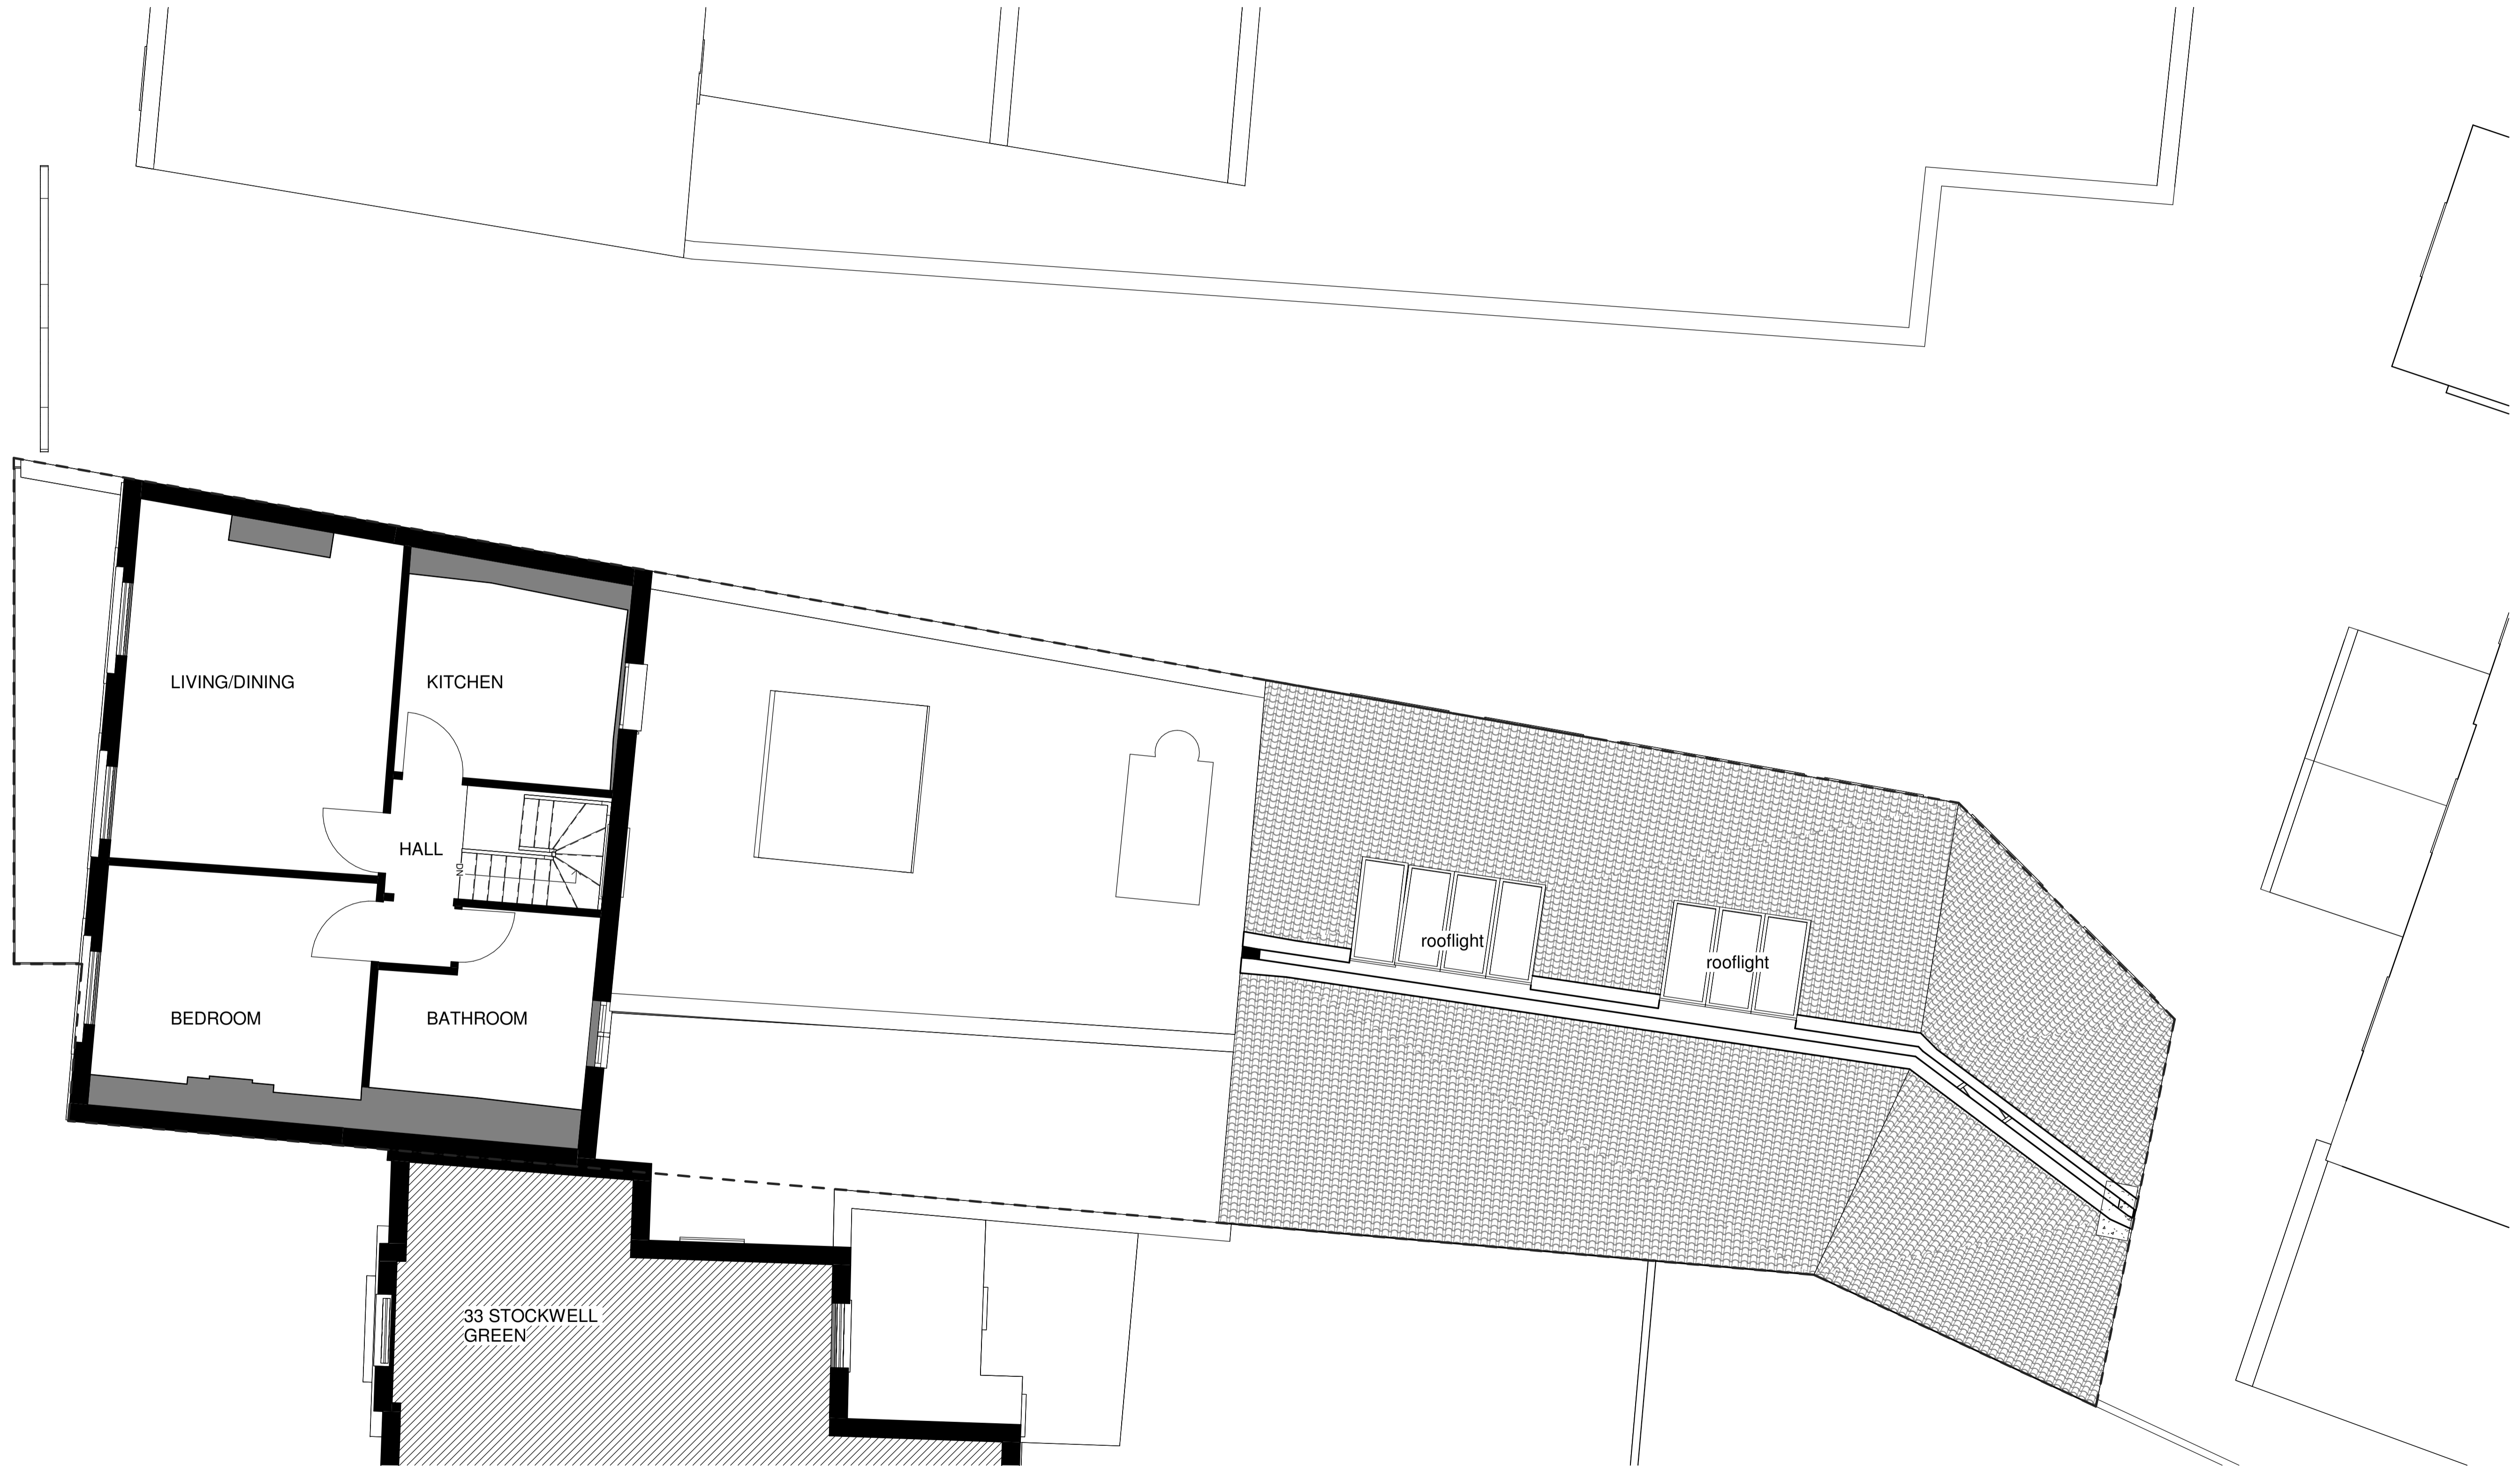 LIVING/DINING
KITCHEN
HALL
DN
BEDROOM
BATHROOM
rooflight
rooflight
33 STOCKWELL
GREEN